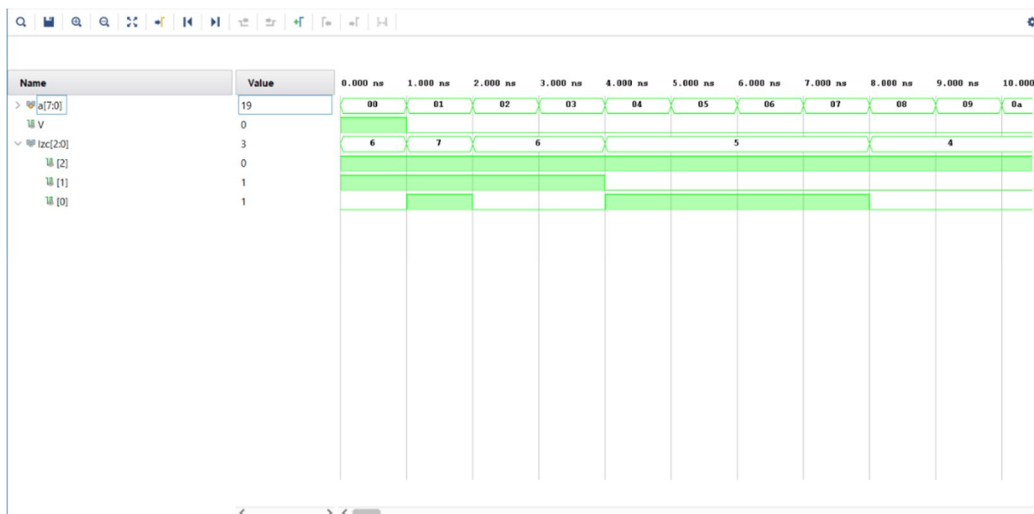 Name Value 0.000 ns 1.000 ns 2.000 ns 3.000 ns 4.000 ns 5.000 ns 6.000 ns 7.000 ns 8.000 ns 9.000 ns 10.000
a[7:0] 19 00 01 02 03 04 05 06 07 08 09 0a
V 0
lzc[2:0] 3 6 7 6 5 4
[2] 0
[1] 1
[0] 1